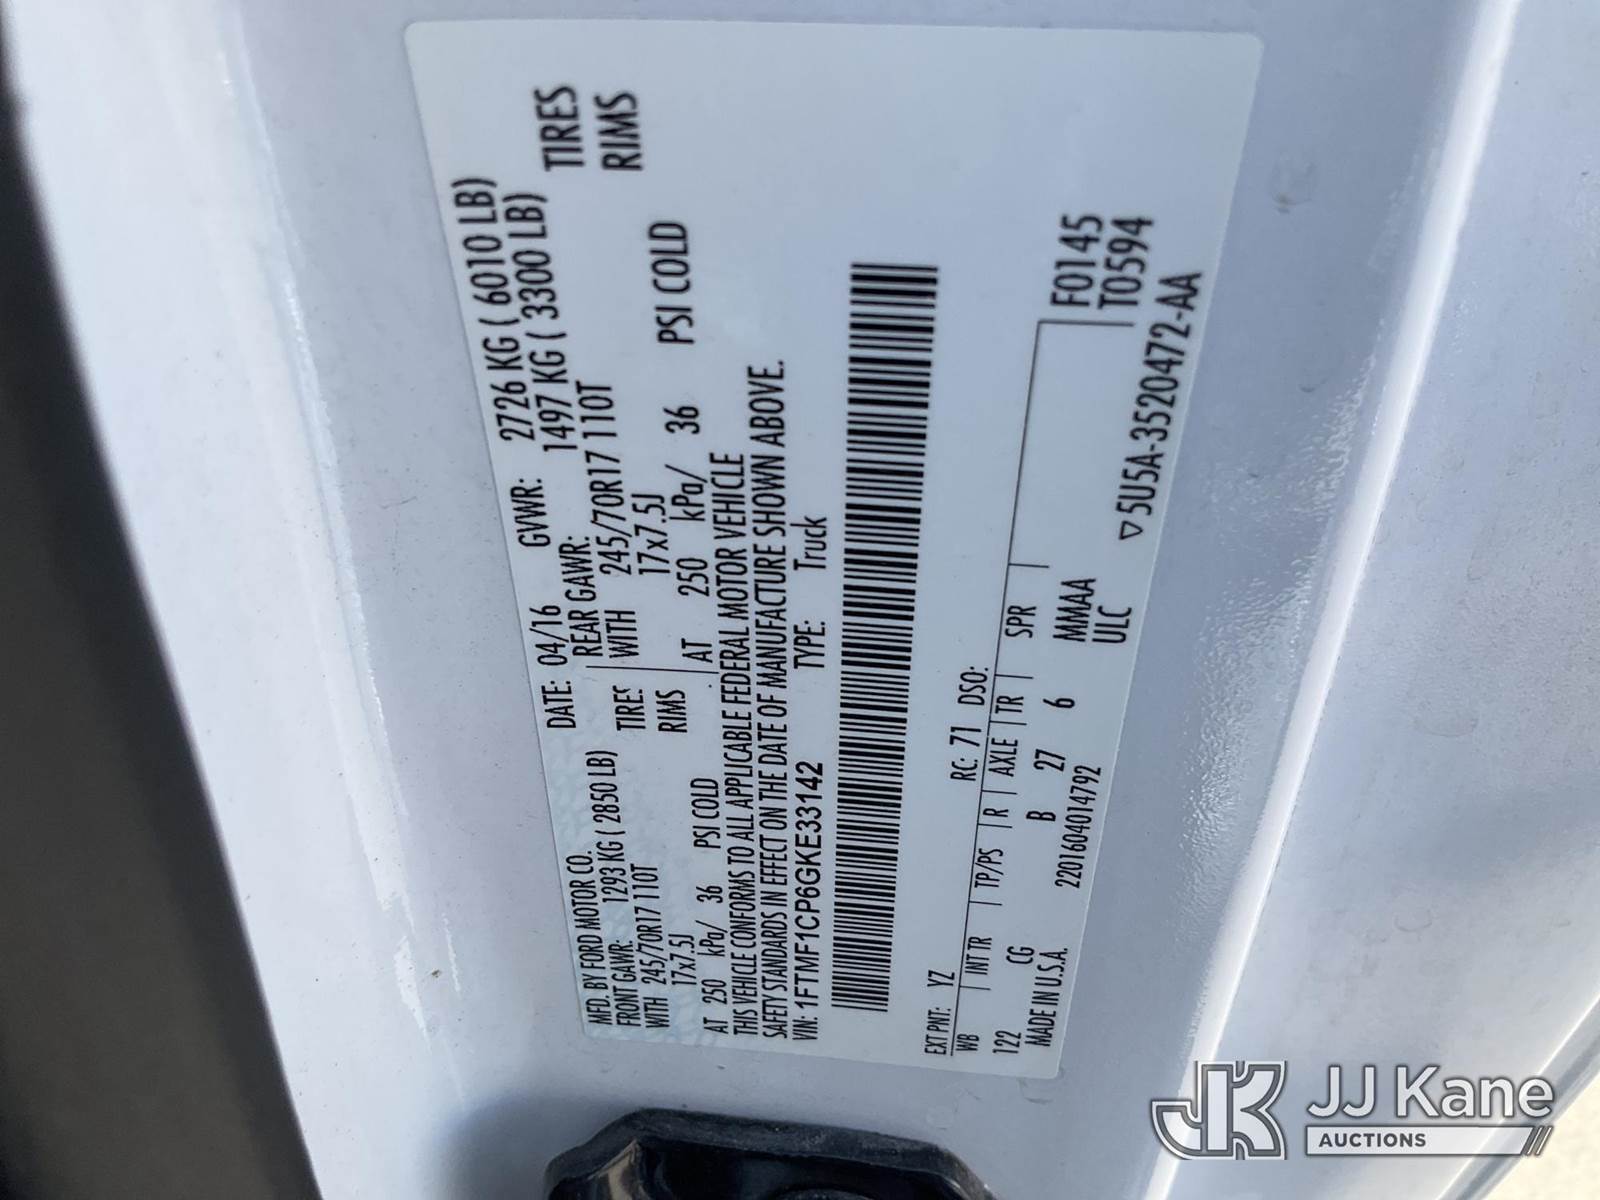 MFD. BY FORD MOTOR CO. DATE: 04/16 GVWR: 2726 KG ( 6010 LB)
FRONT GAWR: 1293 KG ( 2850 LB) REAR GAWR: 1497 KG ( 3300 LB)
WITH 245/70R17 110T TIRES WITH 245/70R17 110T TIRES
17x7.5J RIMS 17x7.5J RIMS
AT 250 kPa/ 36 PSI COLD AT 250 kPa/ 36 PSI COLD
THIS VEHICLE CONFORMS TO ALL APPLICABLE FEDERAL MOTOR VEHICLE
SAFETY STANDARDS IN EFFECT ON THE DATE OF MANUFACTURE SHOWN ABOVE.
VIN: 1FTMF1CP6GKE33142 TYPE: Truck
EXT PNT: YZ RC: 71 DSO:
WB INT TR TP/PS R AXLE TR SPR F0145
122 CG B 27 6 MMAA T0594
MADE IN U.S.A. 2201604014792 ULC
▽5U5A-3520472-AA
JK JJ Kane
AUCTIONS